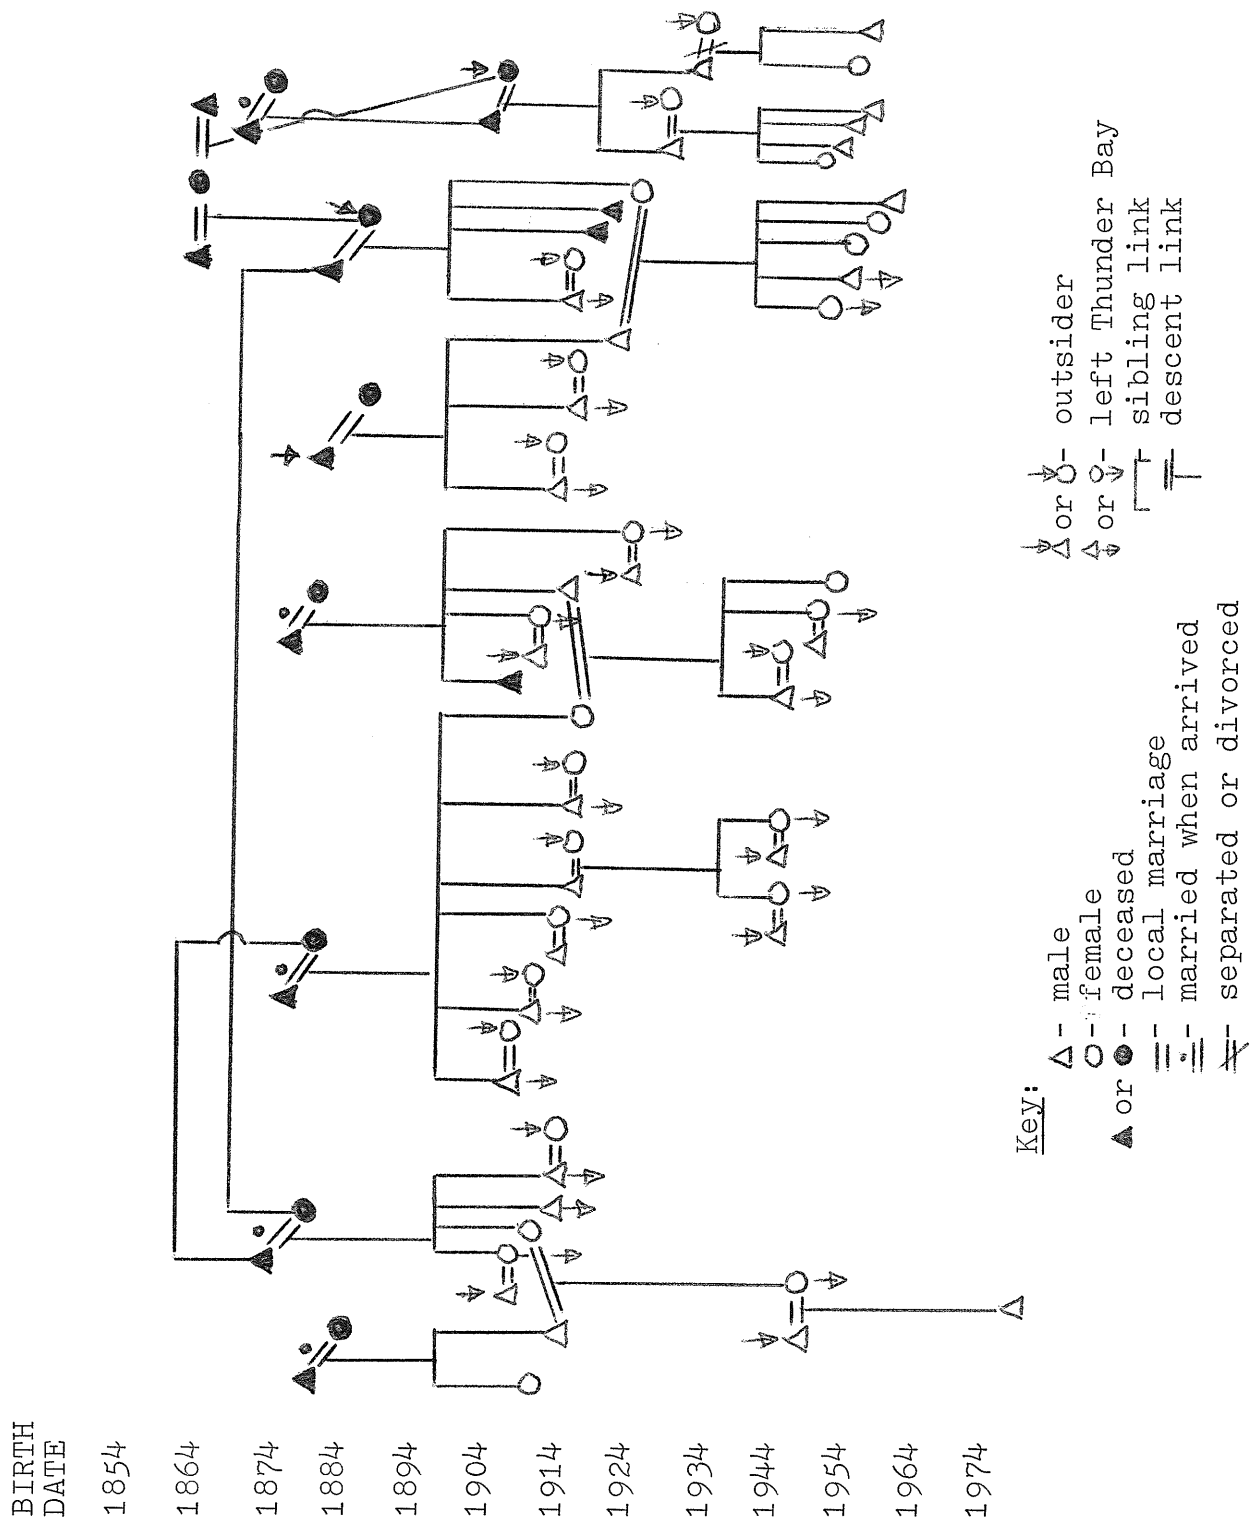 BIRTH
DATE
1854
1864
1874
1884
1894
1904
1914
1924
1934
1944
1954
1964
1974
Key:
- male
- female
or - deceased
- local marriage
- married when arrived
- separated or divorced
or - outsider
or - left Thunder Bay
sibling link
descent link